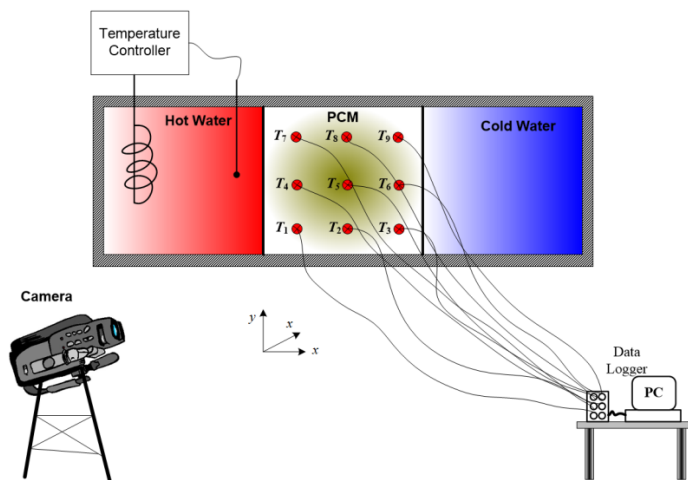 Temperature
Controller
Hot Water
PCM
Cold Water
T7
T8
T9
T4
T5
T6
T1
T2
T3
Camera
y
x
x
Data
Logger
PC